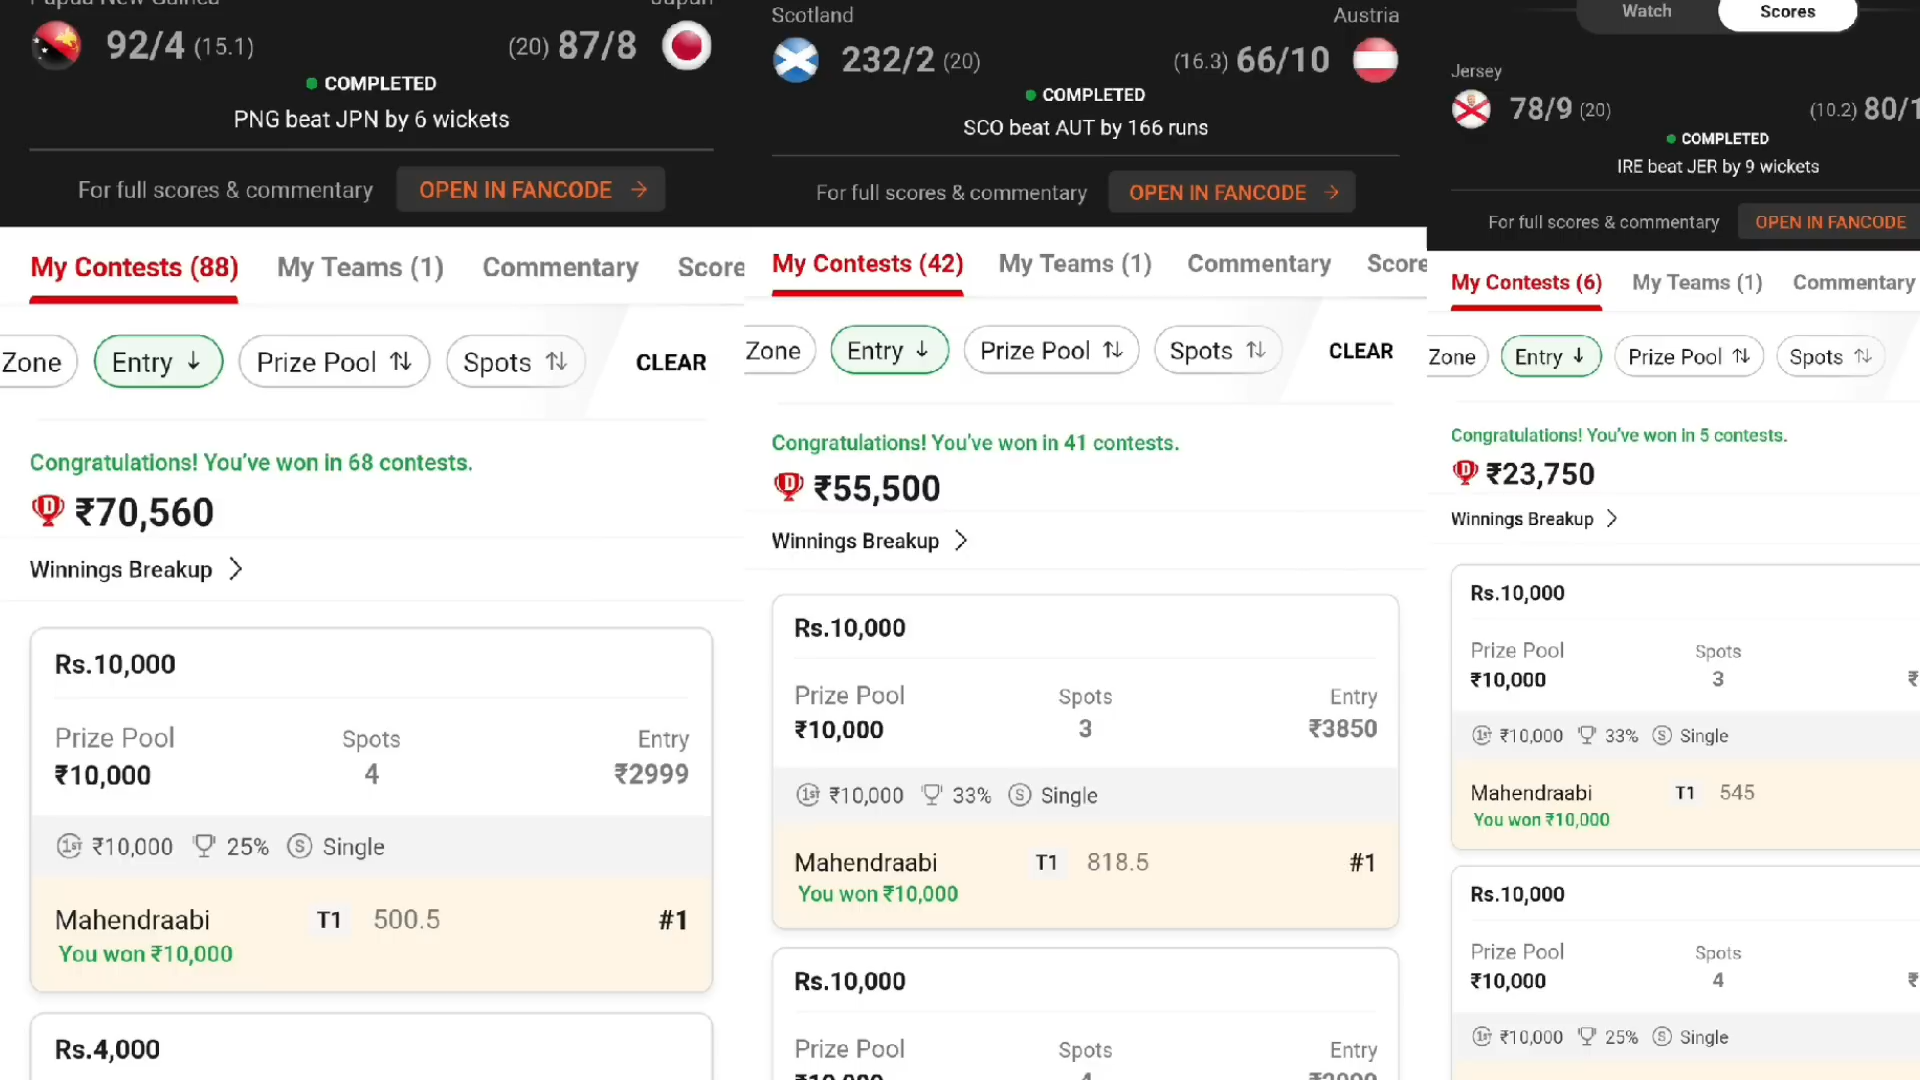 92/4 (15.1)
(20) 87/8
COMPLETED
PNG beat JPN by 6 wickets
For full scores & commentary
OPEN IN FANCODE →
My Contests (88)
My Teams (1)
Commentary
Score
Zone
Entry ↓
Prize Pool
Spots
CLEAR
Congratulations! You've won in 68 contests.
₹70,560
Winnings Breakup
Rs.10,000
Prize Pool
Spots
Entry
₹10,000
4
₹2999
1ST ₹10,000
25%
S Single
Mahendraabi
T1
500.5
#1
You won ₹10,000
Rs.4,000
Scotland
Austria
232/2 (20)
(16.3) 66/10
COMPLETED
SCO beat AUT by 166 runs
For full scores & commentary
OPEN IN FANCODE →
My Contests (42)
My Teams (1)
Commentary
Score
Zone
Entry ↓
Prize Pool
Spots
CLEAR
Congratulations! You've won in 41 contests.
₹55,500
Winnings Breakup
Rs.10,000
Prize Pool
Spots
Entry
₹10,000
3
₹3850
1ST ₹10,000
33%
S Single
Mahendraabi
T1
818.5
#1
You won ₹10,000
Rs.10,000
Prize Pool
Spots
Entry
Watch
Scores
Jersey
78/9 (20)
(10.2) 80/1
COMPLETED
IRE beat JER by 9 wickets
For full scores & commentary
OPEN IN FANCODE
My Contests (6)
My Teams (1)
Commentary
Zone
Entry ↓
Prize Pool
Spots
Congratulations! You've won in 5 contests.
₹23,750
Winnings Breakup
Rs.10,000
Prize Pool
Spots
₹10,000
3
₹
1ST ₹10,000
33%
S Single
Mahendraabi
T1
545
You won ₹10,000
Rs.10,000
Prize Pool
Spots
₹10,000
4
₹
1ST ₹10,000
25%
S Single